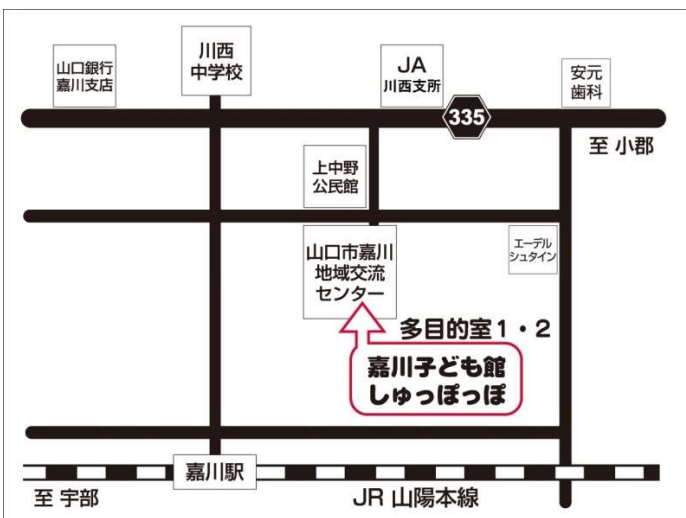 山口銀行
嘉川支店
川西
中学校
JA
川西支所
安元
歯科
335
至 小郡
上中野
公民館
山口市嘉川
地域交流
センター
エーデル
シュタイン
多目的室1・2
嘉川子ども館
しゅっぽっぽ
嘉川駅
至 宇部
JR 山陽本線